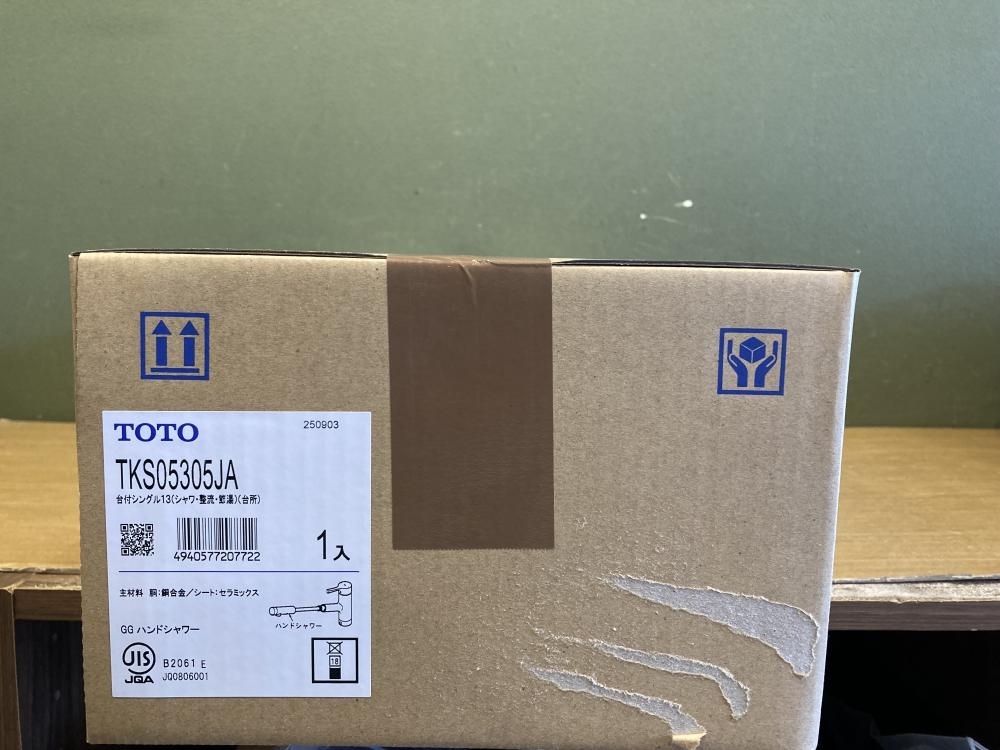 TOTO
250903
TKS05305JA
台付シングル13(シャワ・整流・節湯)(台所)
4940577207722
1入
主材料 胴:銅合金/シート:セラミックス
ハンドシャワー
GG ハンドシャワー
JIS
JQA
B2061 E
JQ0806001
18